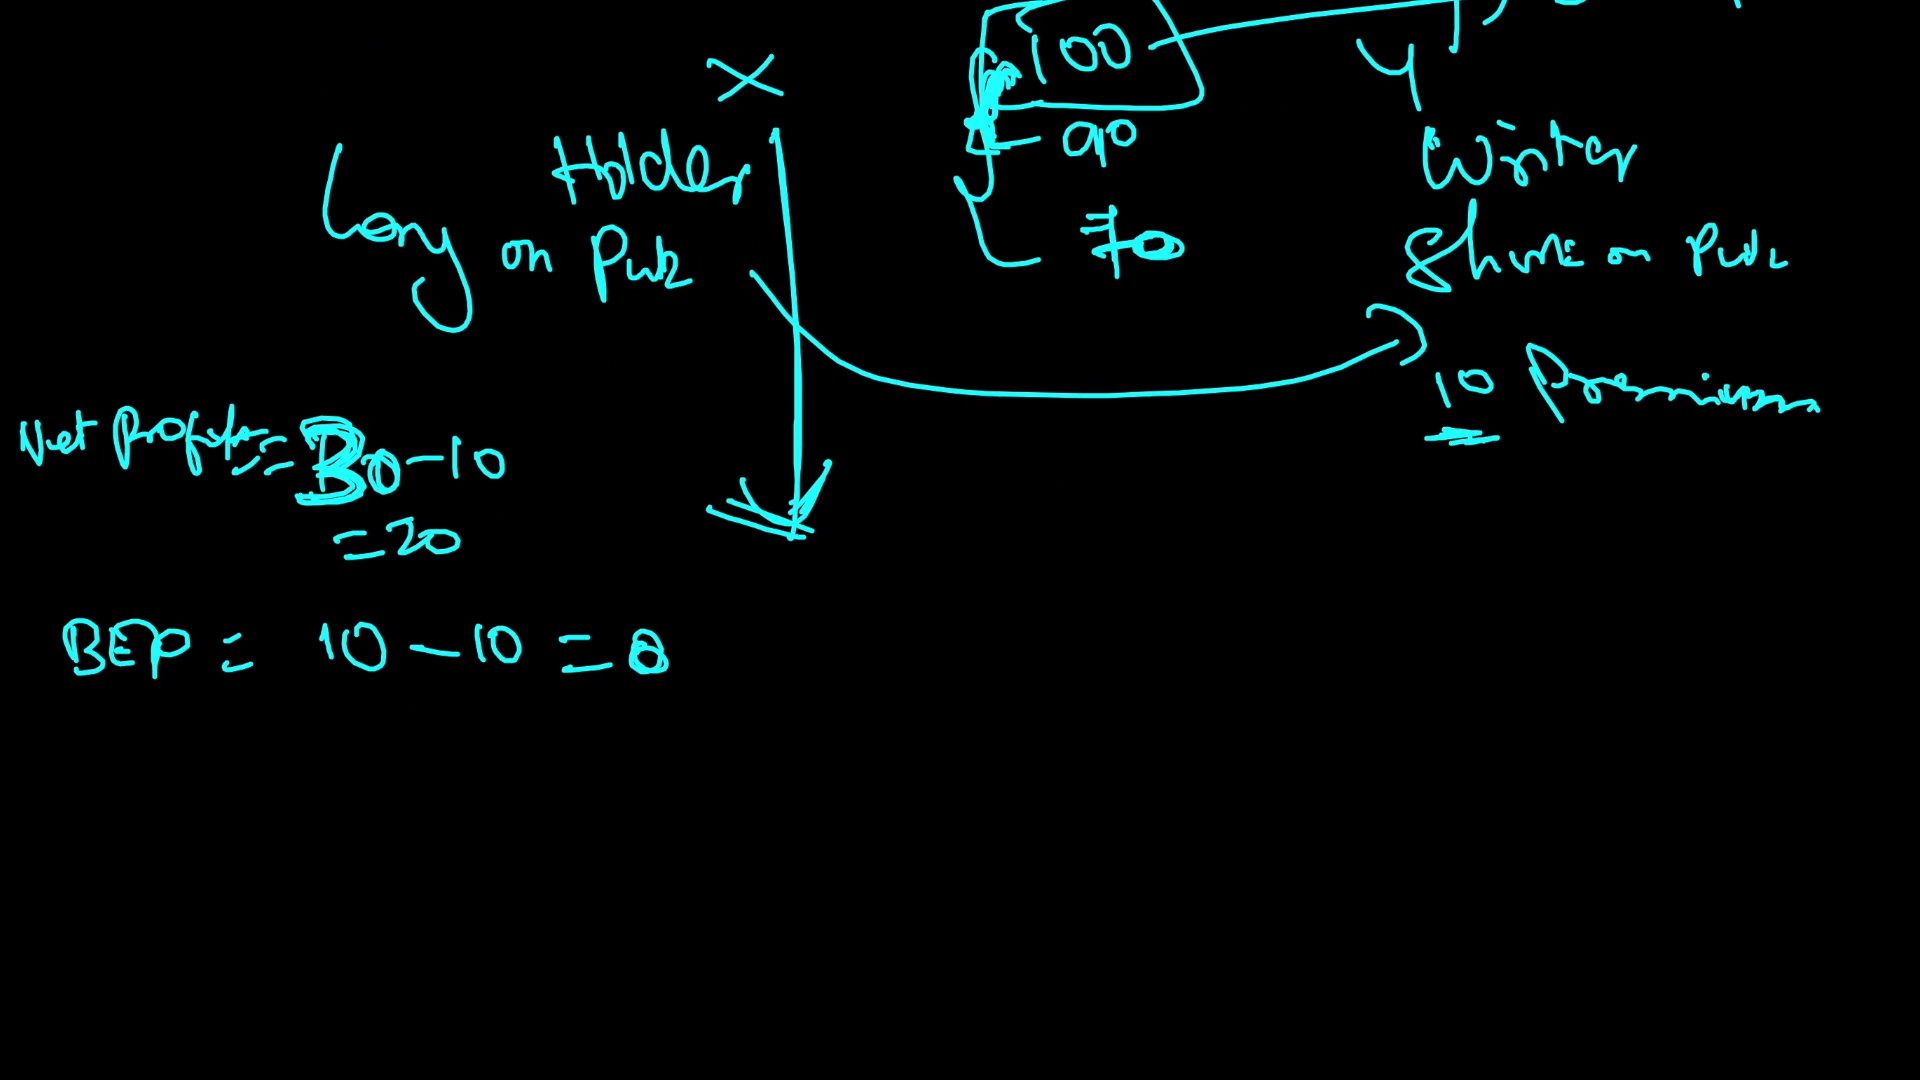 100
X
Y
90
Holder
Writer
Long on Put
70
Short on Put
10 Premium
Net Profit = 30 - 10
= 20
BEP = 10 - 10 = 0